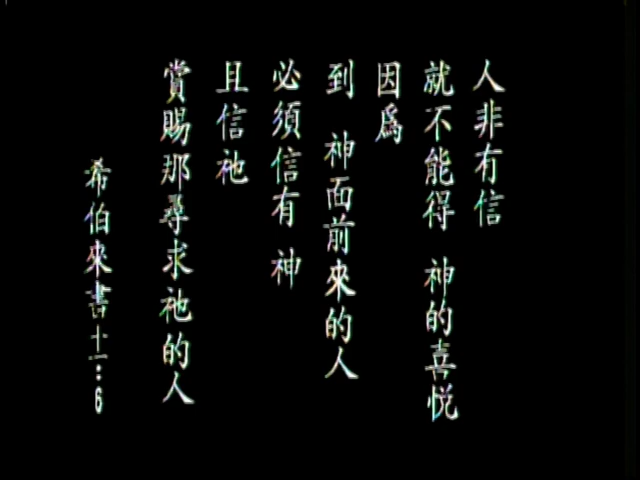 人非有信
就不能得 神的喜悅
因爲
到 神面前來的人
必須信有 神
且信祂
賞賜那尋求祂的人
希伯來書十一:6